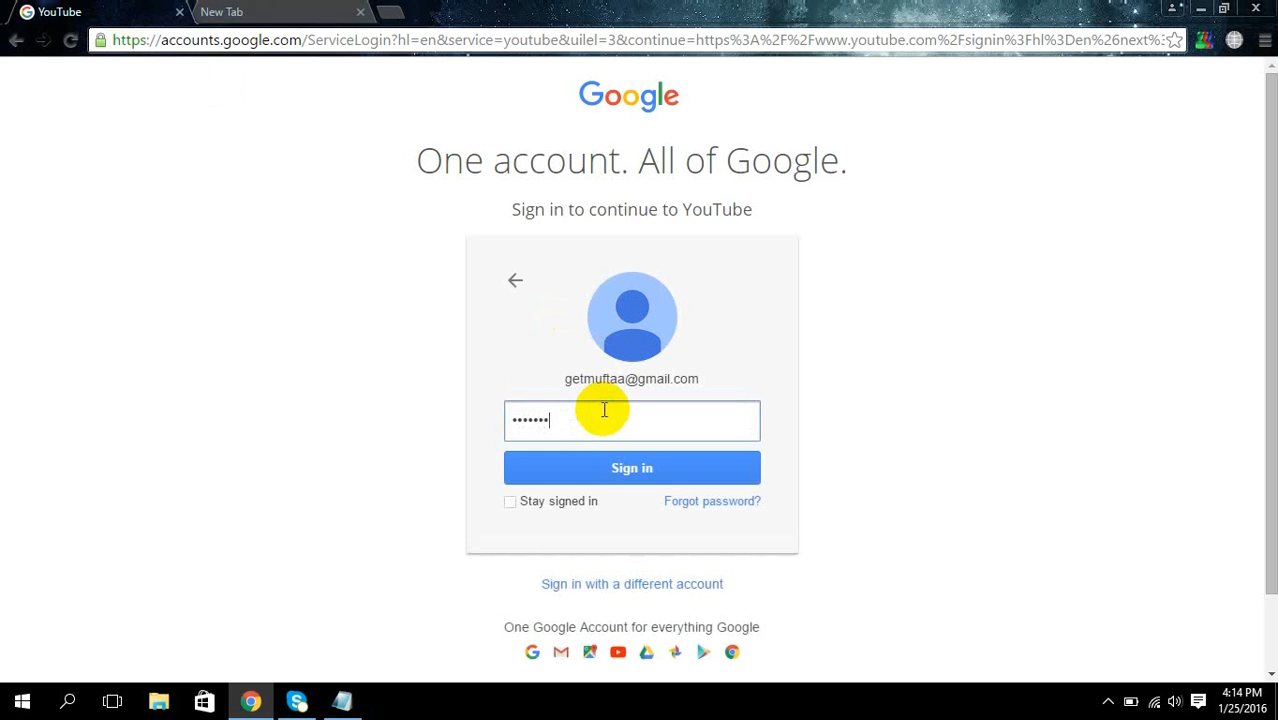 YouTube
New Tab
https://accounts.google.com/ServiceLogin?hl=en&service=youtube&uilel=3&continue=https%3A%2F%2Fwww.youtube.com%2Fsignin%3Fhl%3Den%26next%3
Google
One account. All of Google.
Sign in to continue to YouTube
getmuftaa@gmail.com
•••••••
Sign in
Stay signed in
Forgot password?
Sign in with a different account
One Google Account for everything Google
4:14 PM
1/25/2016